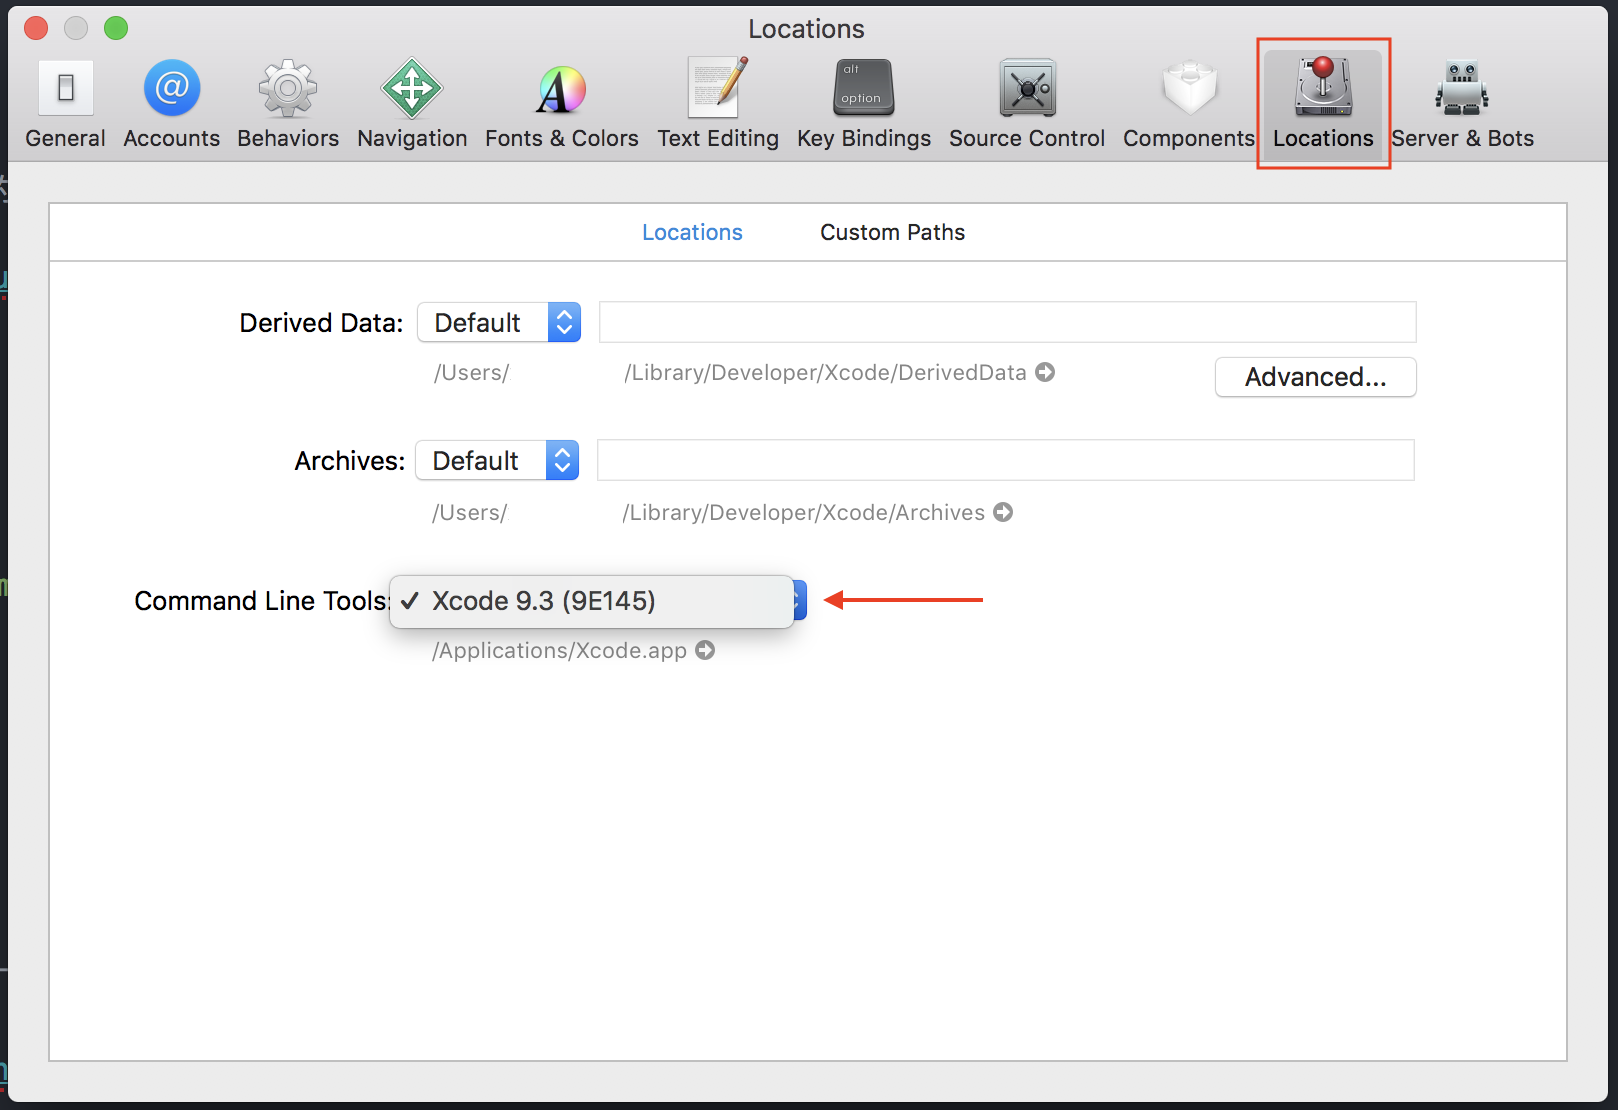 Locations
General Accounts Behaviors Navigation Fonts & Colors Text Editing alt option Key Bindings Source Control Components Locations Server & Bots
Locations Custom Paths
Derived Data: Default
/Users/ /Library/Developer/Xcode/DerivedData
Advanced...
Archives: Default
/Users/ /Library/Developer/Xcode/Archives
Command Line Tools: ✓ Xcode 9.3 (9E145)
/Applications/Xcode.app